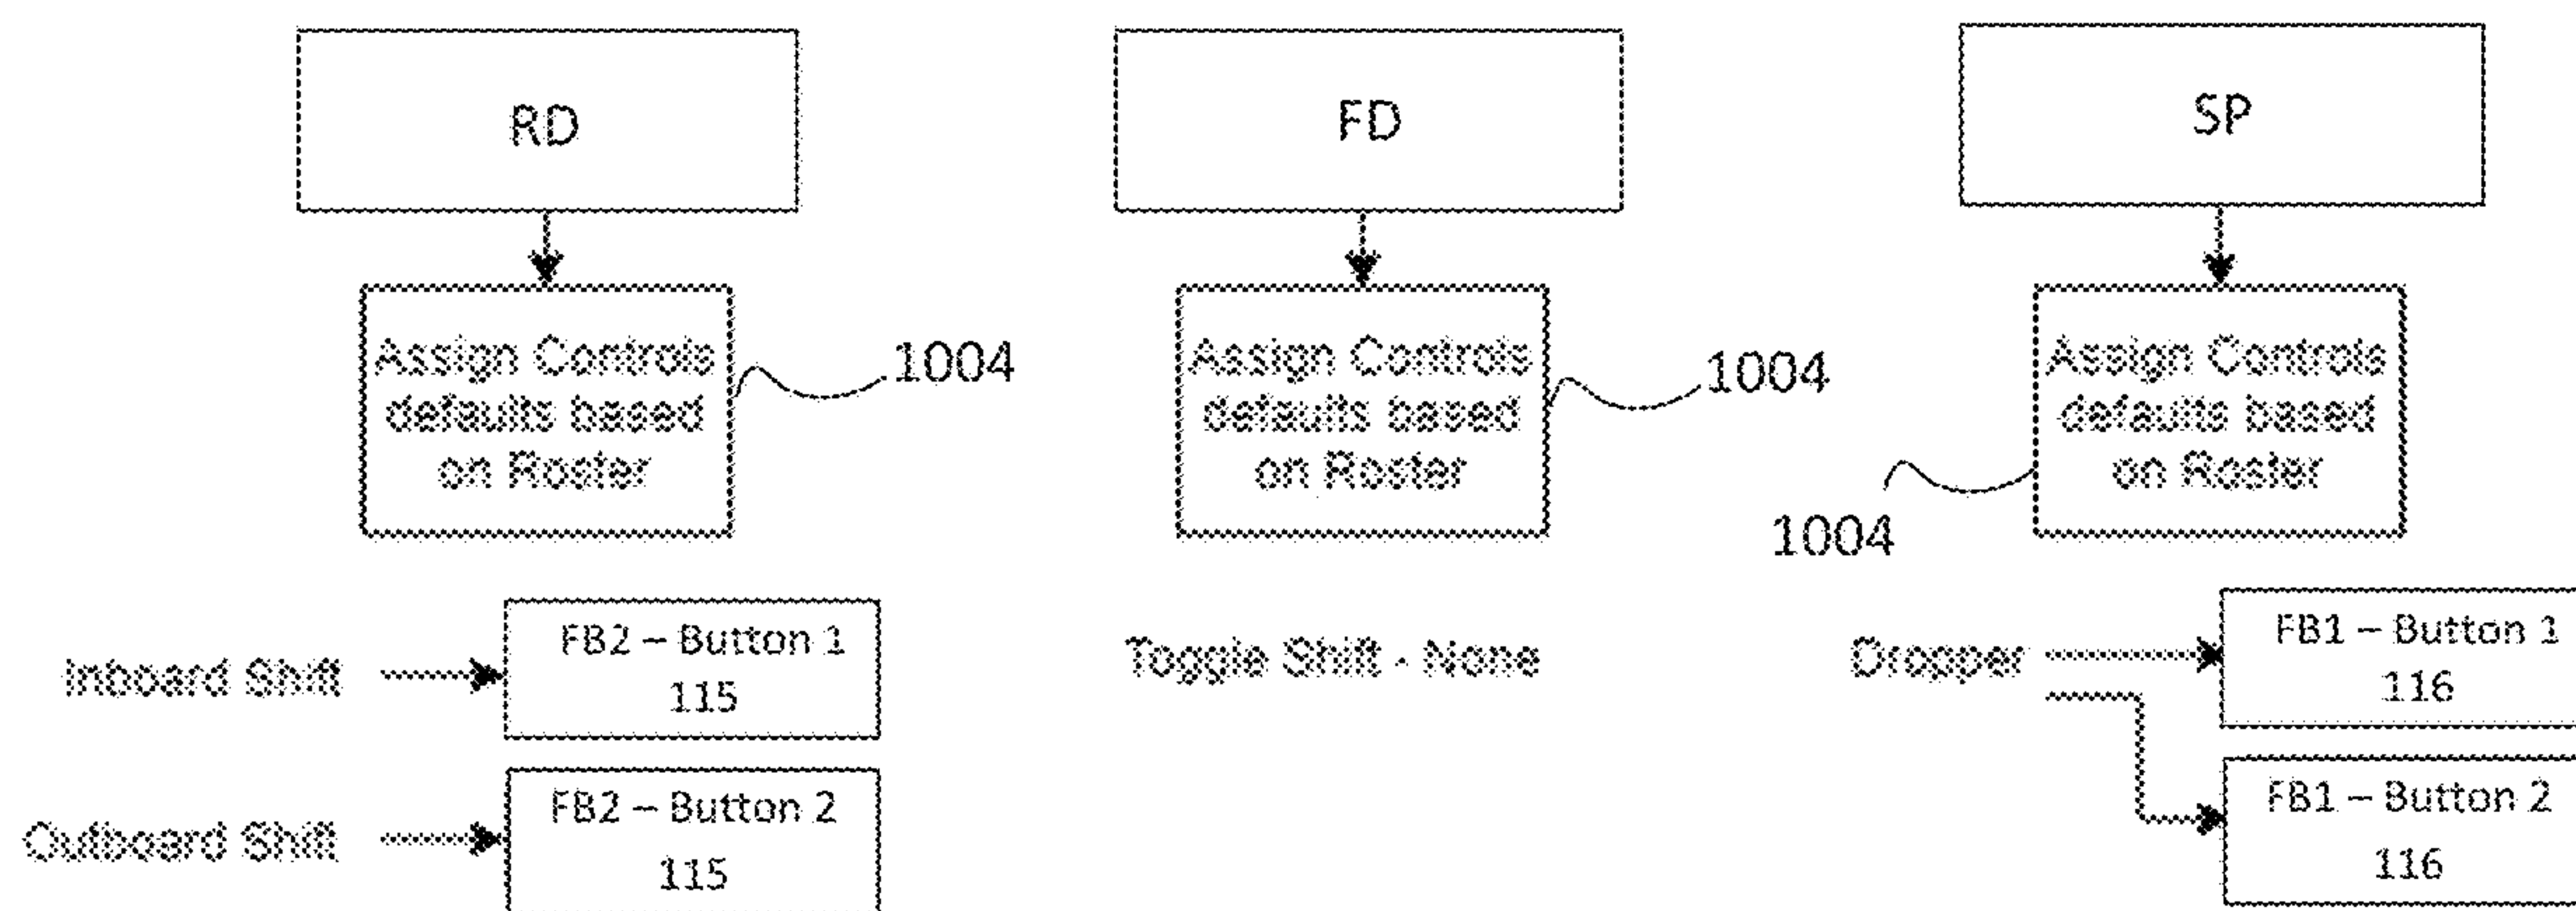 RD
FD
SP
Assign Controls
defaults based
on Roster
1004
Assign Controls
defaults based
on Roster
1004
Assign Controls
defaults based
on Roster
1004
Inboard Shift
FB2 – Button 1
115
Outboard Shift
FB2 – Button 2
115
Toggle Shift - None
Dropper
FB1 – Button 1
116
FB1 – Button 2
116